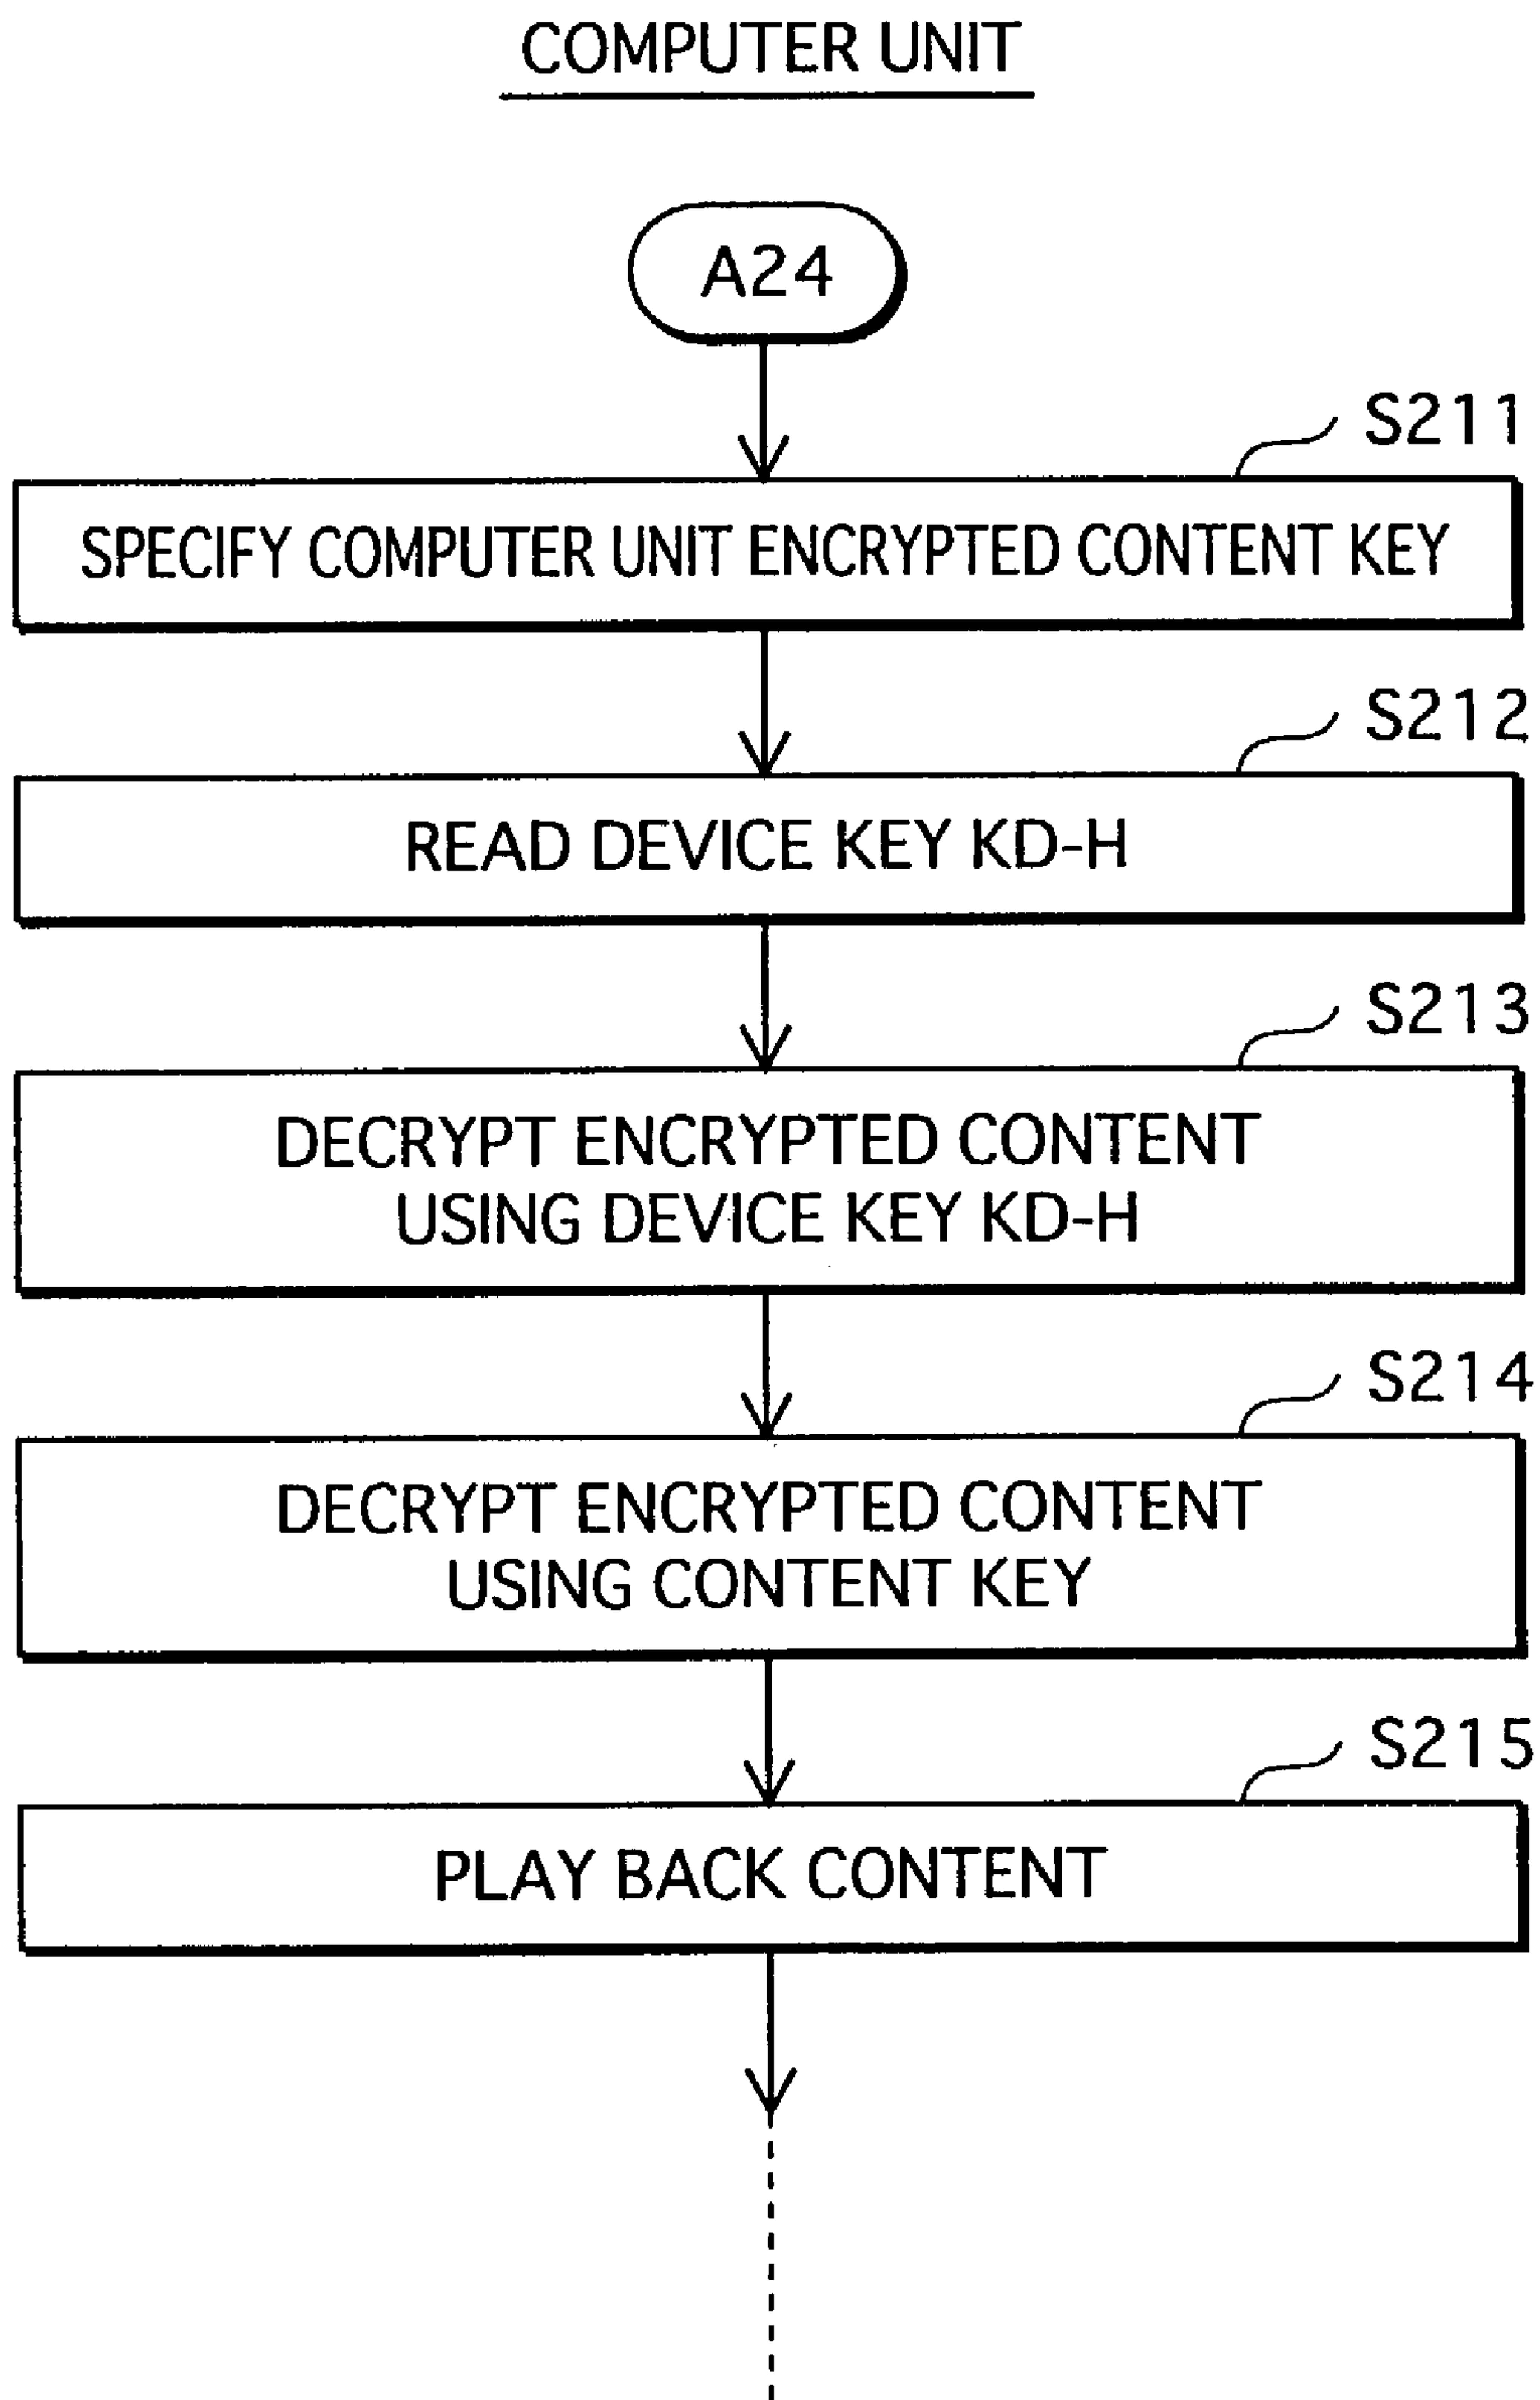 COMPUTER UNIT
A24
S211
SPECIFY COMPUTER UNIT ENCRYPTED CONTENT KEY
S212
READ DEVICE KEY KD-H
S213
DECRYPT ENCRYPTED CONTENT
USING DEVICE KEY KD-H
S214
DECRYPT ENCRYPTED CONTENT
USING CONTENT KEY
S215
PLAY BACK CONTENT